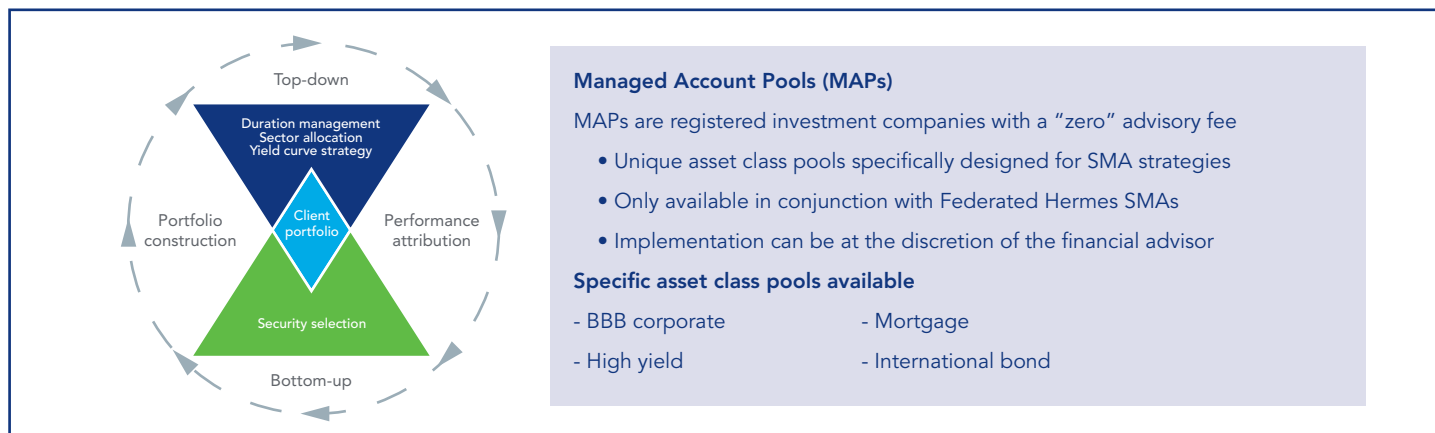 Top-down
Duration management
Sector allocation
Yield curve strategy
Portfolio
construction
Client
portfolio
Performance
attribution
Security selection
Bottom-up
Managed Account Pools (MAPs)
MAPs are registered investment companies with a “zero” advisory fee
• Unique asset class pools specifically designed for SMA strategies
• Only available in conjunction with Federated Hermes SMAs
• Implementation can be at the discretion of the financial advisor
Specific asset class pools available
- BBB corporate - Mortgage
- High yield - International bond